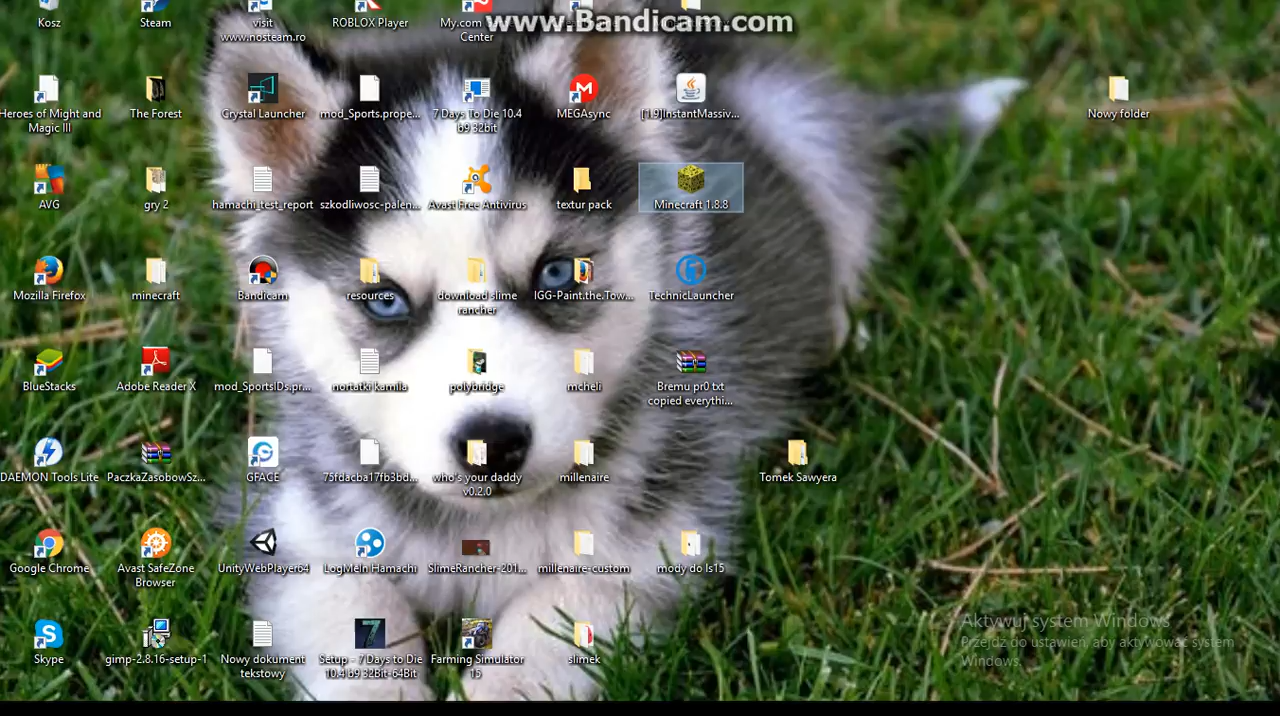 www.Bandicam.com
Kosz
Steam
visit
www.nosteam.ro
ROBLOX Player
My.com
Center
Heroes of Might and
Magic III
The Forest
Crystal Launcher
mod_Sports.prope...
7 Days To Die 10.4
b9 32bit
MEGAsync
[1.9]InstantMassiv...
Nowy folder
AVG
gry 2
hamachi_test_report
szkodliwosc-palen...
Avast Free Antivirus
textur pack
Minecraft 1.8.8
Mozilla Firefox
minecraft
Bandicam
resources
download slime
rancher
IGG-Paint.the.Tow...
TechnicLauncher
BlueStacks
Adobe Reader X
mod_SportsIDs.pr...
nortatki kamila
polybridge
mcheli
Bremu pr0 txt
copied everythi...
DAEMON Tools Lite
PaczkaZasobowSz...
GFACE
75fdacba17fb3bd...
who's your daddy
v0.2.0
millenaire
Tomek Sawyera
Google Chrome
Avast SafeZone
Browser
UnityWebPlayer64
LogMeIn Hamachi
SlimeRancher-201...
millenaire-custom
mody do ls15
Skype
gimp-2.8.16-setup-1
Nowy dokument
tekstowy
Setup - 7 Days to Die
10.4 b9 32Bit-64Bit
Farming Simulator
15
slimek
Aktywuj system Windows
Przejdź do ustawień, aby aktywować system
Windows.